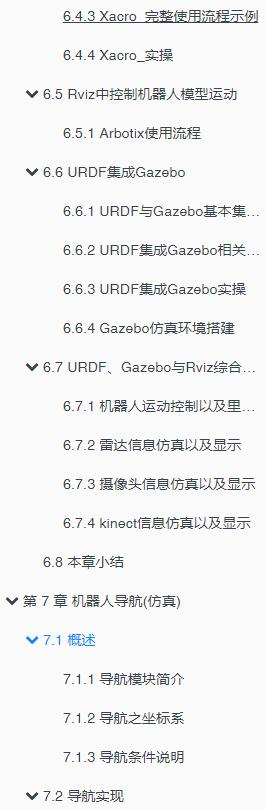 6.4.3 Xacro_完整使用流程示例
6.4.4 Xacro_实操
6.5 Rviz中控制机器人模型运动
6.5.1 Arbotix使用流程
6.6 URDF集成Gazebo
6.6.1 URDF与Gazebo基本集...
6.6.2 URDF集成Gazebo相关...
6.6.3 URDF集成Gazebo实操
6.6.4 Gazebo仿真环境搭建
6.7 URDF、Gazebo与Rviz综合...
6.7.1 机器人运动控制以及里...
6.7.2 雷达信息仿真以及显示
6.7.3 摄像头信息仿真以及显示
6.7.4 kinect信息仿真以及显示
6.8 本章小结
第 7 章 机器人导航(仿真)
7.1 概述
7.1.1 导航模块简介
7.1.2 导航之坐标系
7.1.3 导航条件说明
7.2 导航实现